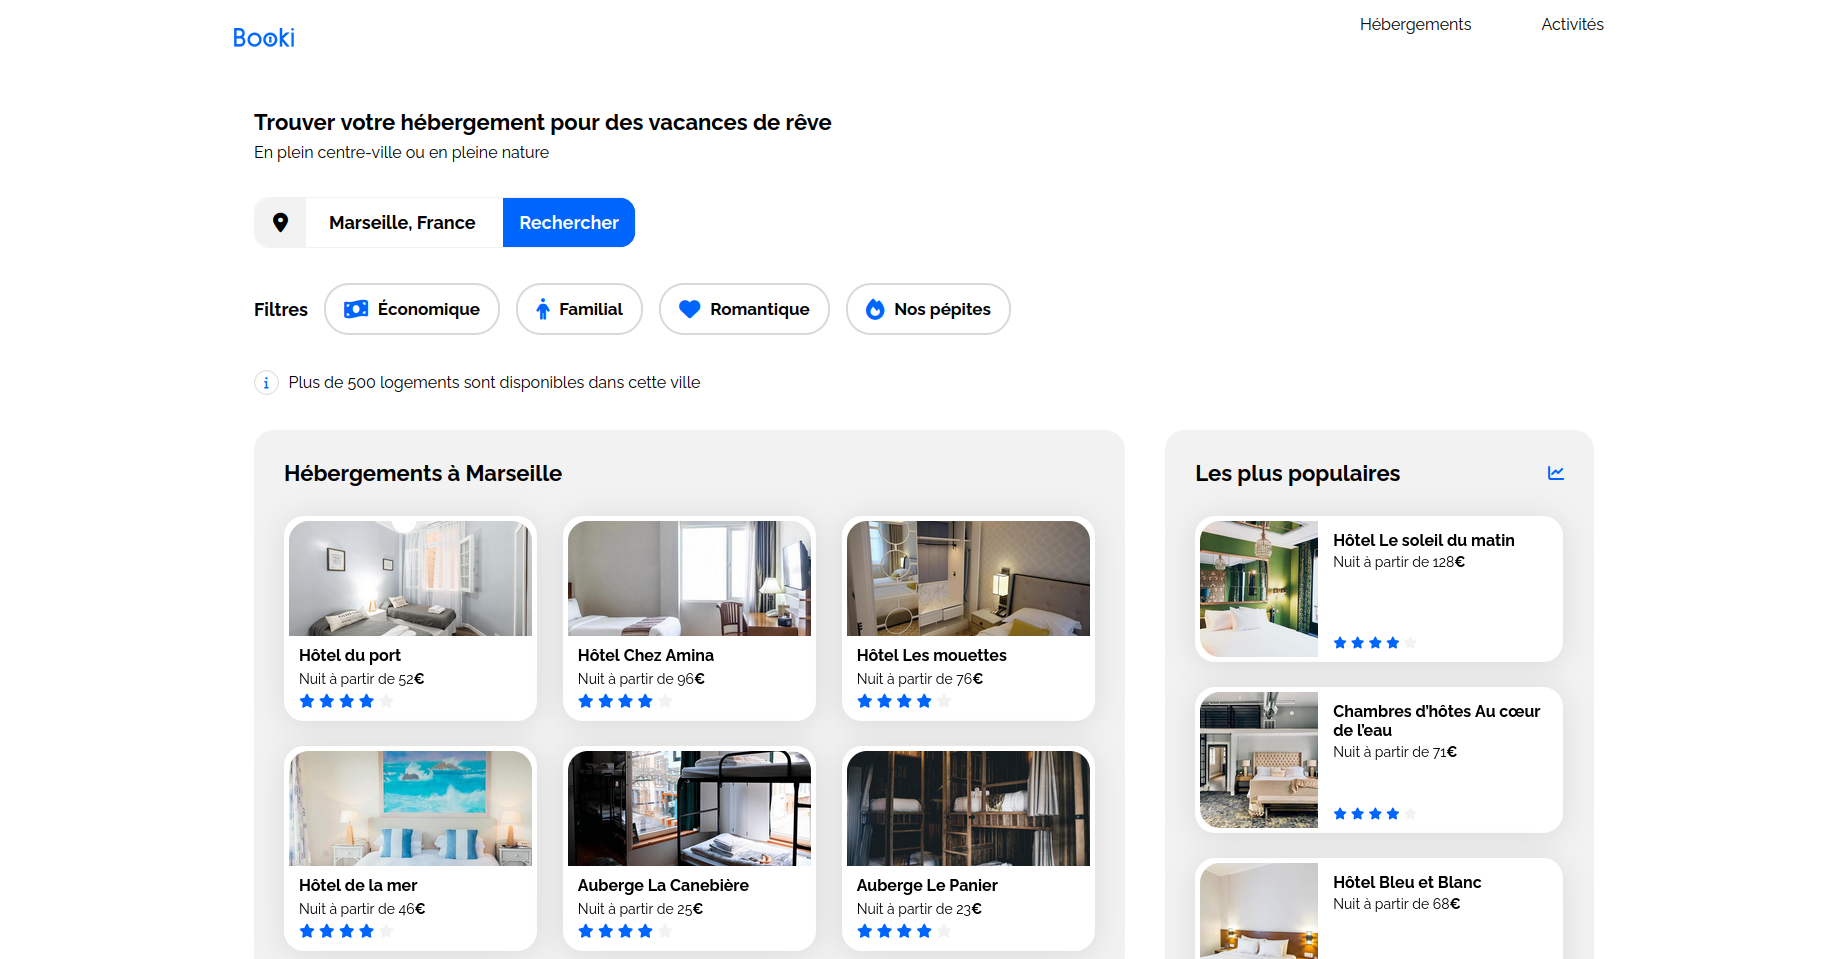 Booki
Hébergements
Activités
Trouver votre hébergement pour des vacances de rêve
En plein centre-ville ou en pleine nature
Marseille, France
Rechercher
Filtres
Économique
Familial
Romantique
Nos pépites
Plus de 500 logements sont disponibles dans cette ville
Hébergements à Marseille
Hôtel du port
Nuit à partir de 52€
Hôtel Chez Amina
Nuit à partir de 96€
Hôtel Les mouettes
Nuit à partir de 76€
Hôtel de la mer
Nuit à partir de 46€
Auberge La Canebière
Nuit à partir de 25€
Auberge Le Panier
Nuit à partir de 23€
Les plus populaires
Hôtel Le soleil du matin
Nuit à partir de 128€
Chambres d’hôtes Au cœur
de l’eau
Nuit à partir de 71€
Hôtel Bleu et Blanc
Nuit à partir de 68€